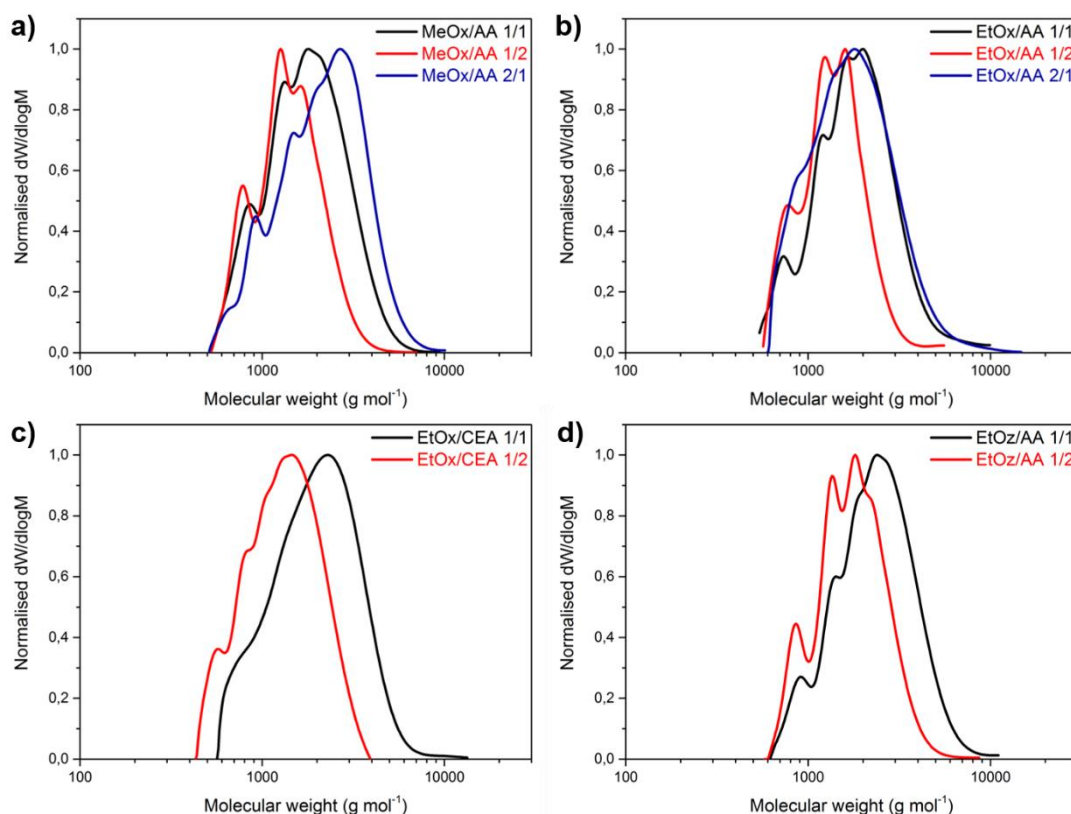 a)
MeOx/AA 1/1
MeOx/AA 1/2
MeOx/AA 2/1
1,0
0,8
0,6
0,4
0,2
0,0
Normalised dW/dlogM
100
1000
10000
Molecular weight (g mol⁻¹)
b)
EtOx/AA 1/1
EtOx/AA 1/2
EtOx/AA 2/1
1,0
0,8
0,6
0,4
0,2
0,0
Normalised dW/dlogM
100
1000
10000
Molecular weight (g mol⁻¹)
c)
EtOx/CEA 1/1
EtOx/CEA 1/2
1,0
0,8
0,6
0,4
0,2
0,0
Normalised dW/dlogM
100
1000
10000
Molecular weight (g mol⁻¹)
d)
EtOz/AA 1/1
EtOz/AA 1/2
1,0
0,8
0,6
0,4
0,2
0,0
Normalised dW/dlogM
100
1000
10000
Molecular weight (g mol⁻¹)